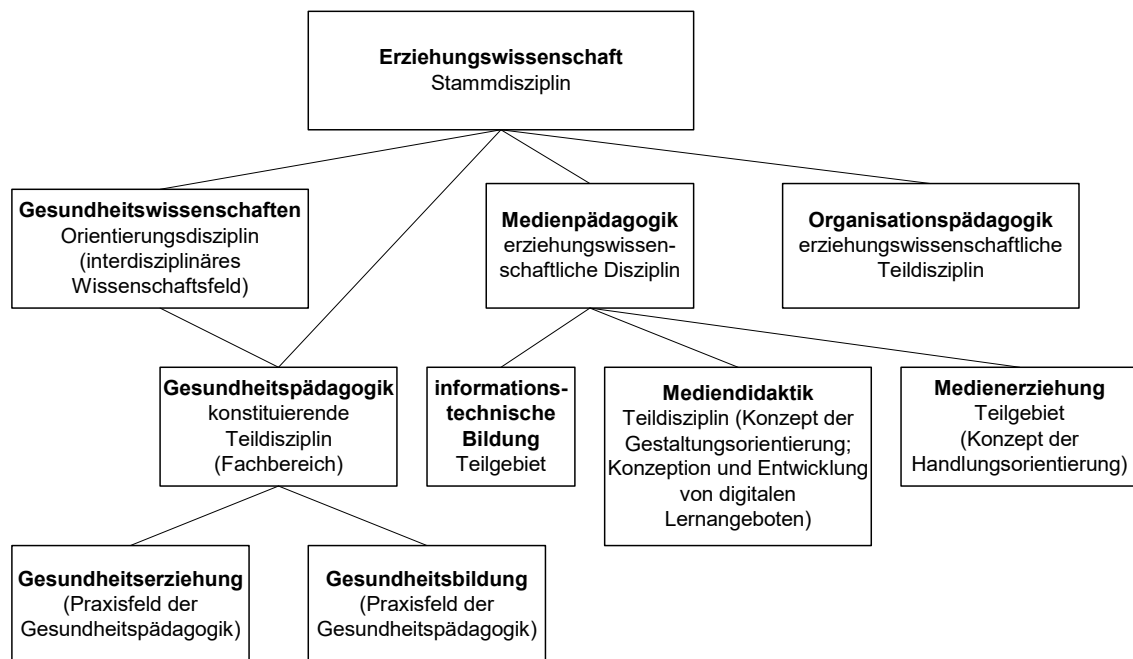 Erziehungswissenschaft
Stammdisziplin
Gesundheitswissenschaften
Orientierungsdisziplin
(interdisziplinäres
Wissenschaftsfeld)
Medienpädagogik
erziehungswissen-
schaftliche Disziplin
Organisationspädagogik
erziehungswissenschaftliche
Teildisziplin
Gesundheitspädagogik
konstituierende
Teildisziplin
(Fachbereich)
informations-
technische
Bildung
Teilgebiet
Mediendidaktik
Teildisziplin (Konzept der
Gestaltungsorientierung;
Konzeption und Entwicklung
von digitalen
Lernangeboten)
Medienerziehung
Teilgebiet
(Konzept der
Handlungsorientierung)
Gesundheitserziehung
(Praxisfeld der
Gesundheitspädagogik)
Gesundheitsbildung
(Praxisfeld der
Gesundheitspädagogik)